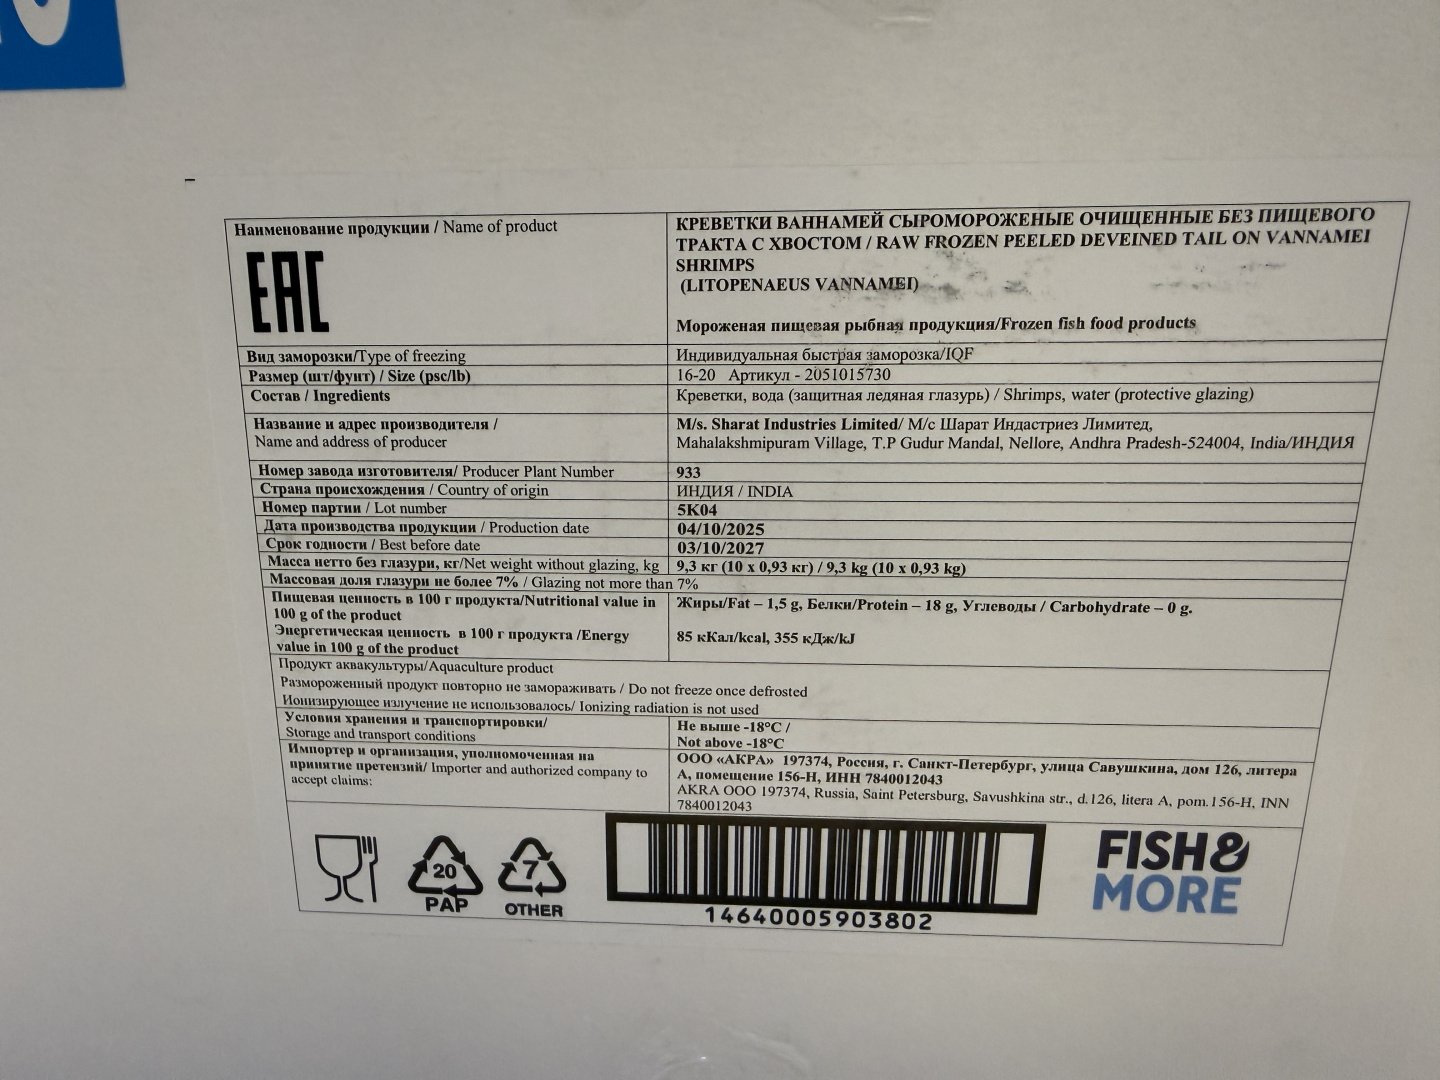 Наименование продукции / Name of product
EAC
КРЕВЕТКИ ВАННАМЕЙ СЫРОМОРОЖЕНЫЕ ОЧИЩЕННЫЕ БЕЗ ПИЩЕВОГО
ТРАКТА С ХВОСТОМ / RAW FROZEN PEELED DEVEINED TAIL ON VANNAMEI
SHRIMPS
(LITOPENAEUS VANNAMEI)
Мороженая пищевая рыбная продукция/Frozen fish food products
Вид заморозки/Type of freezing
Индивидуальная быстрая заморозка/IQF
Размер (шт/фунт) / Size (psc/lb)
16-20 Артикул - 2051015730
Состав / Ingredients
Креветки, вода (защитная ледяная глазурь) / Shrimps, water (protective glazing)
Название и адрес производителя /
Name and address of producer
M/s. Sharat Industries Limited/ М/с Шарат Индастриез Лимитед,
Mahalakshmipuram Village, T.P Gudur Mandal, Nellore, Andhra Pradesh-524004, India/ИНДИЯ
Номер завода изготовителя/ Producer Plant Number
933
Страна происхождения / Country of origin
ИНДИЯ / INDIA
Номер партии / Lot number
5K04
Дата производства продукции / Production date
04/10/2025
Срок годности / Best before date
03/10/2027
Масса нетто без глазури, кг/Net weight without glazing, kg
9,3 кг (10 x 0,93 кг) / 9,3 kg (10 x 0,93 kg)
Массовая доля глазури не более 7% / Glazing not more than 7%
Пищевая ценность в 100 г продукта/Nutritional value in
100 g of the product
Энергетическая ценность в 100 г продукта /Energy
value in 100 g of the product
Жиры/Fat – 1,5 g, Белки/Protein – 18 g, Углеводы / Carbohydrate – 0 g.
85 кКал/kcal, 355 кДж/kJ
Продукт аквакультуры/Aquaculture product
Размороженный продукт повторно не замораживать / Do not freeze once defrosted
Ионизирующее излучение не использовалось/ Ionizing radiation is not used
Условия хранения и транспортировки/
Storage and transport conditions
Не выше -18°C /
Not above -18°C
Импортер и организация, уполномоченная на
принятие претензий/ Importer and authorized company to
accept claims:
ООО «АКРА» 197374, Россия, г. Санкт-Петербург, улица Савушкина, дом 126, литера
А, помещение 156-Н, ИНН 7840012043
AKRA OOO 197374, Russia, Saint Petersburg, Savushkina str., d.126, litera A, pom.156-H, INN
7840012043
20
PAP
7
OTHER
14640005903802
FISH&
MORE